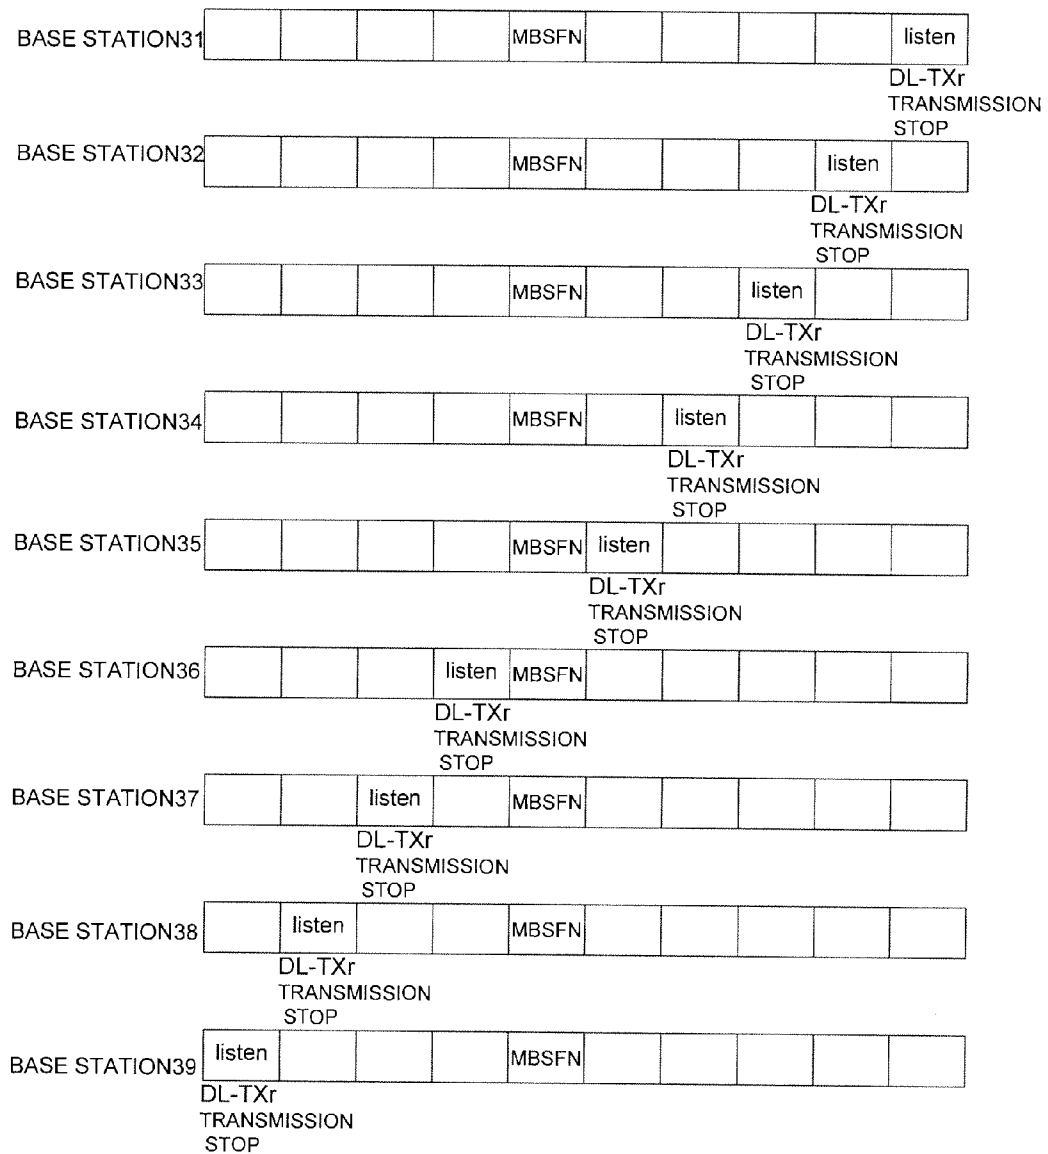 BASE STATION31 MBSFN listen
DL-TXr
TRANSMISSION
STOP
BASE STATION32 MBSFN listen
DL-TXr
TRANSMISSION
STOP
BASE STATION33 MBSFN listen
DL-TXr
TRANSMISSION
STOP
BASE STATION34 MBSFN listen
DL-TXr
TRANSMISSION
STOP
BASE STATION35 MBSFN listen
DL-TXr
TRANSMISSION
STOP
BASE STATION36 listen MBSFN
DL-TXr
TRANSMISSION
STOP
BASE STATION37 listen MBSFN
DL-TXr
TRANSMISSION
STOP
BASE STATION38 listen MBSFN
DL-TXr
TRANSMISSION
STOP
BASE STATION39 listen MBSFN
DL-TXr
TRANSMISSION
STOP